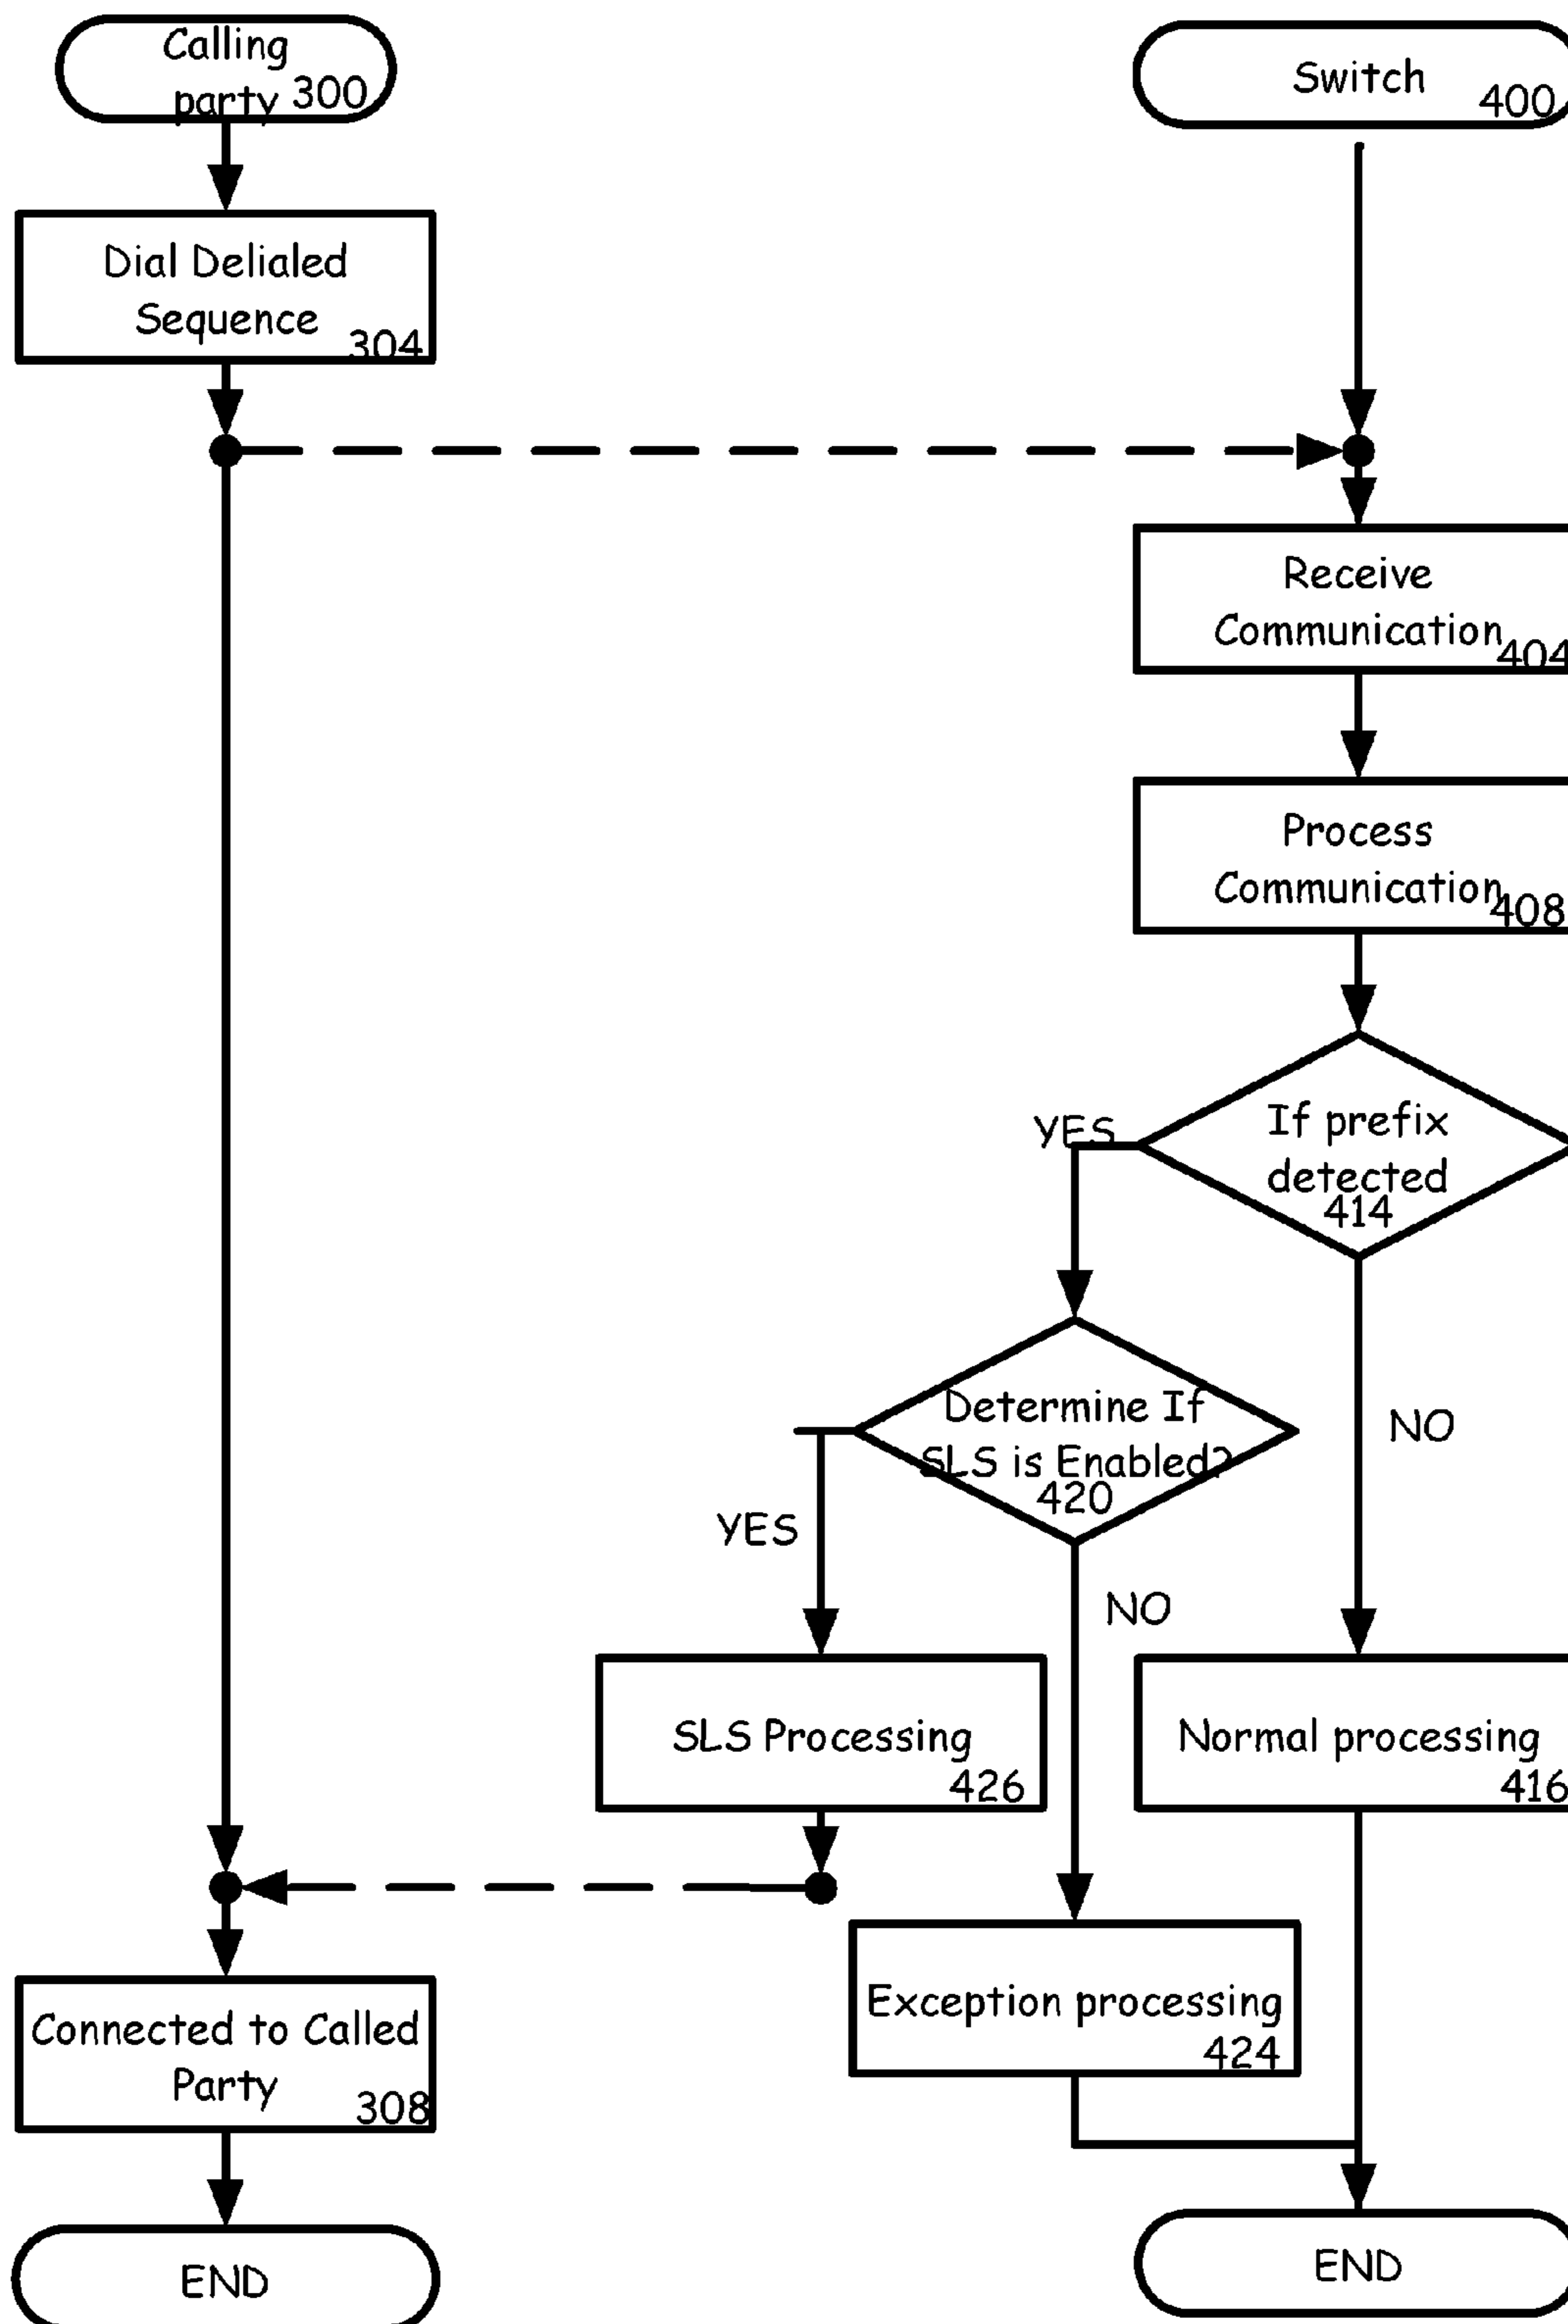 Calling
party 300
Dial Delialed
Sequence
304
Switch
400
Receive
Communication
404
Process
Communication
408
If prefix
detected
414
YES
NO
Determine If
SLS is Enabled?
420
YES
NO
SLS Processing
426
Normal processing
416
Exception processing
424
Connected to Called
Party
308
END
END